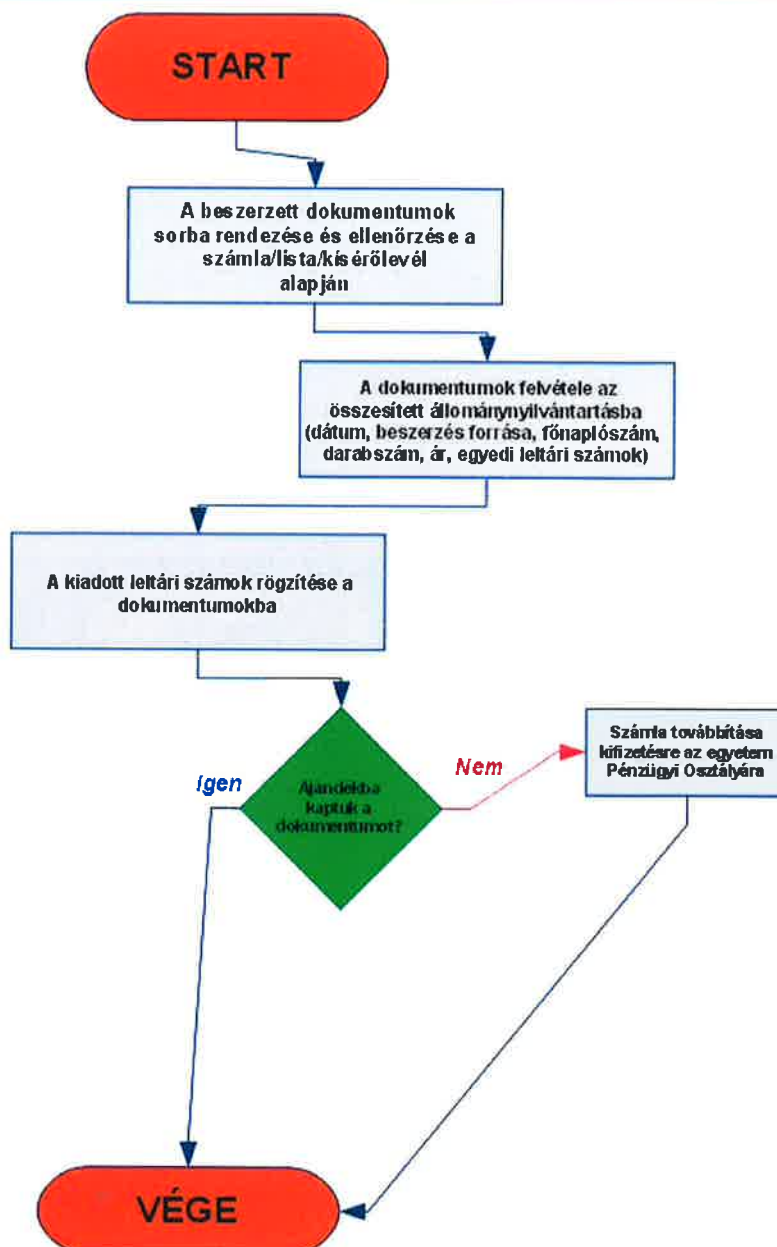 START
A beszerzett dokumentumok
sorba rendezése és ellenőrzése a
számla/lista/kísérőlevél
alapján
A dokumentumok felvétele az
összesített állománynyilvántartásba
(dátum, beszerzés forrása, főnaplószám,
darabszám, ár, egyedi leltári számok)
A kiadott leltári számok rögzítése a
dokumentumokba
Igen
Ajándékba
kaptuk a
dokumentumot?
Nem
Számla továbbítása
kifizetésre az egyetem
Pénzügyi Osztályára
VÉGE